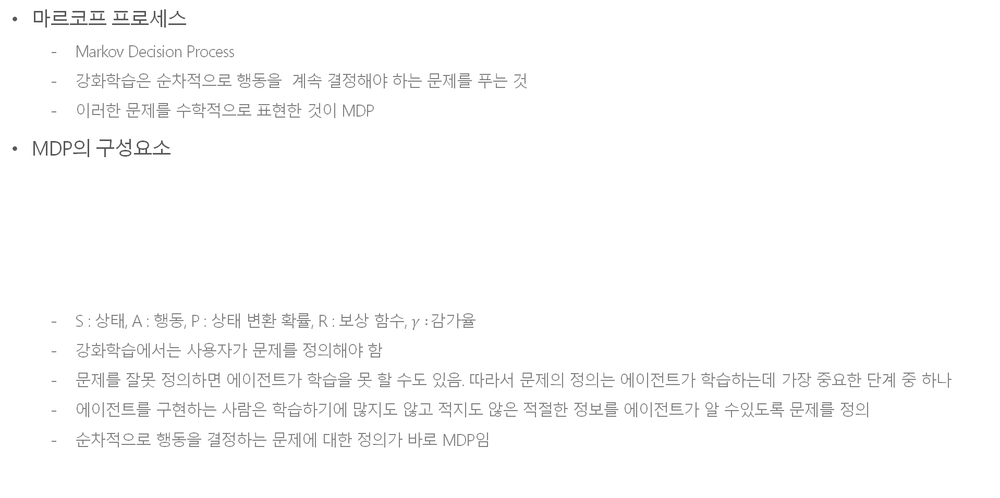 • 마르코프 프로세스
- Markov Decision Process
- 강화학습은 순차적으로 행동을  계속 결정해야 하는 문제를 푸는 것
- 이러한 문제를 수학적으로 표현한 것이 MDP
• MDP의 구성요소
- S : 상태, A : 행동, P : 상태 변환 확률, R : 보상 함수, γ : 감가율
- 강화학습에서는 사용자가 문제를 정의해야 함
- 문제를 잘못 정의하면 에이전트가 학습을 못 할 수도 있음. 따라서 문제의 정의는 에이전트가 학습하는데 가장 중요한 단계 중 하나
- 에이전트를 구현하는 사람은 학습하기에 많지도 않고 적지도 않은 적절한 정보를 에이전트가 알 수있도록 문제를 정의
- 순차적으로 행동을 결정하는 문제에 대한 정의가 바로 MDP임